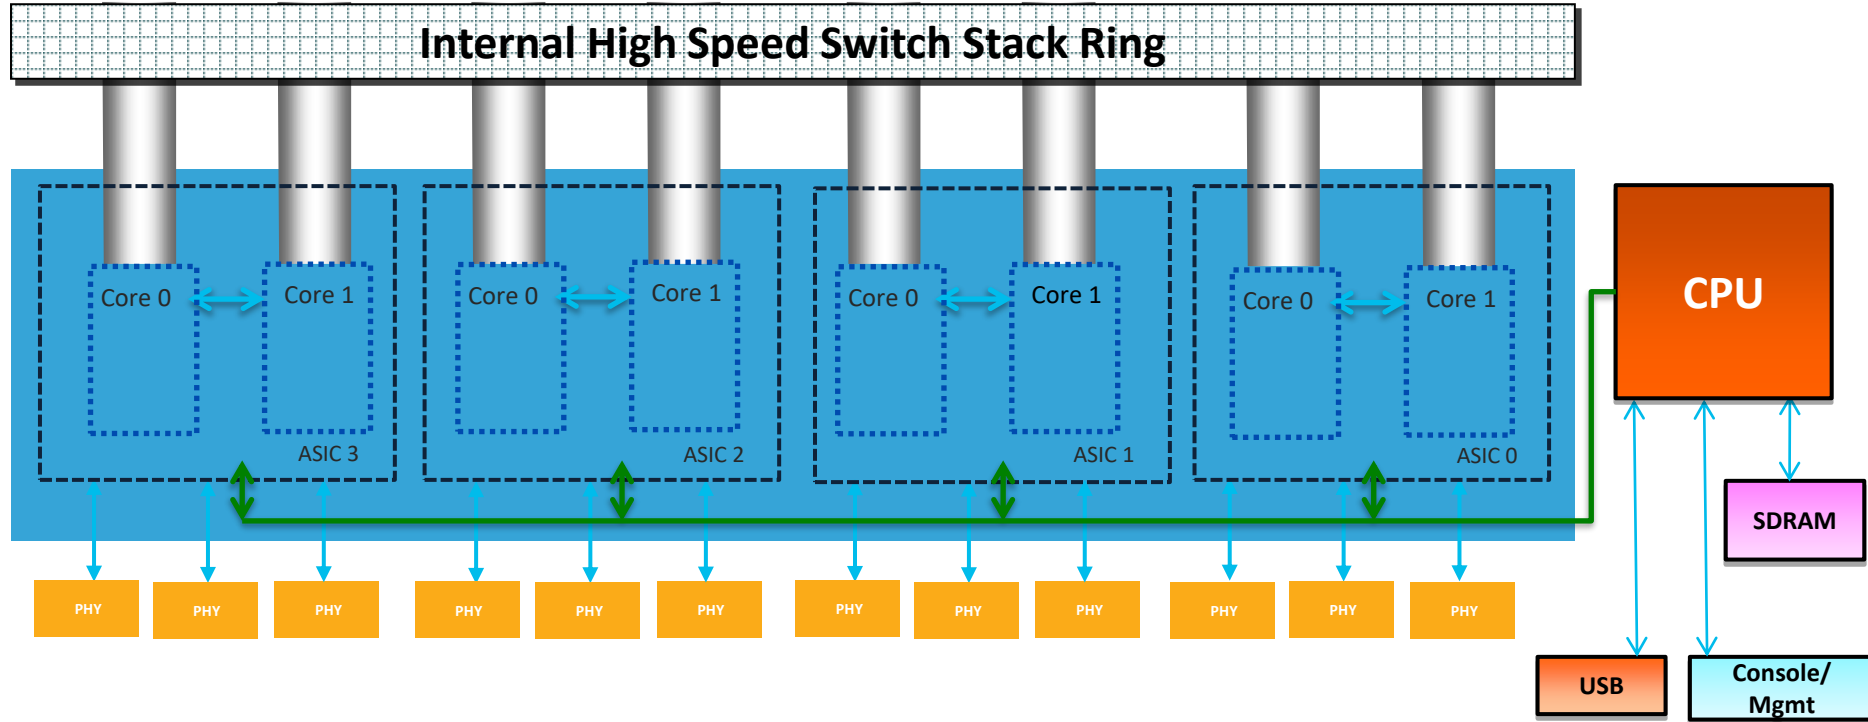 Internal High Speed Switch Stack Ring
Core 0
Core 1
ASIC 3
Core 0
Core 1
ASIC 2
Core 0
Core 1
ASIC 1
Core 0
Core 1
ASIC 0
CPU
SDRAM
PHY
PHY
PHY
PHY
PHY
PHY
PHY
PHY
PHY
PHY
PHY
PHY
USB
Console/
Mgmt